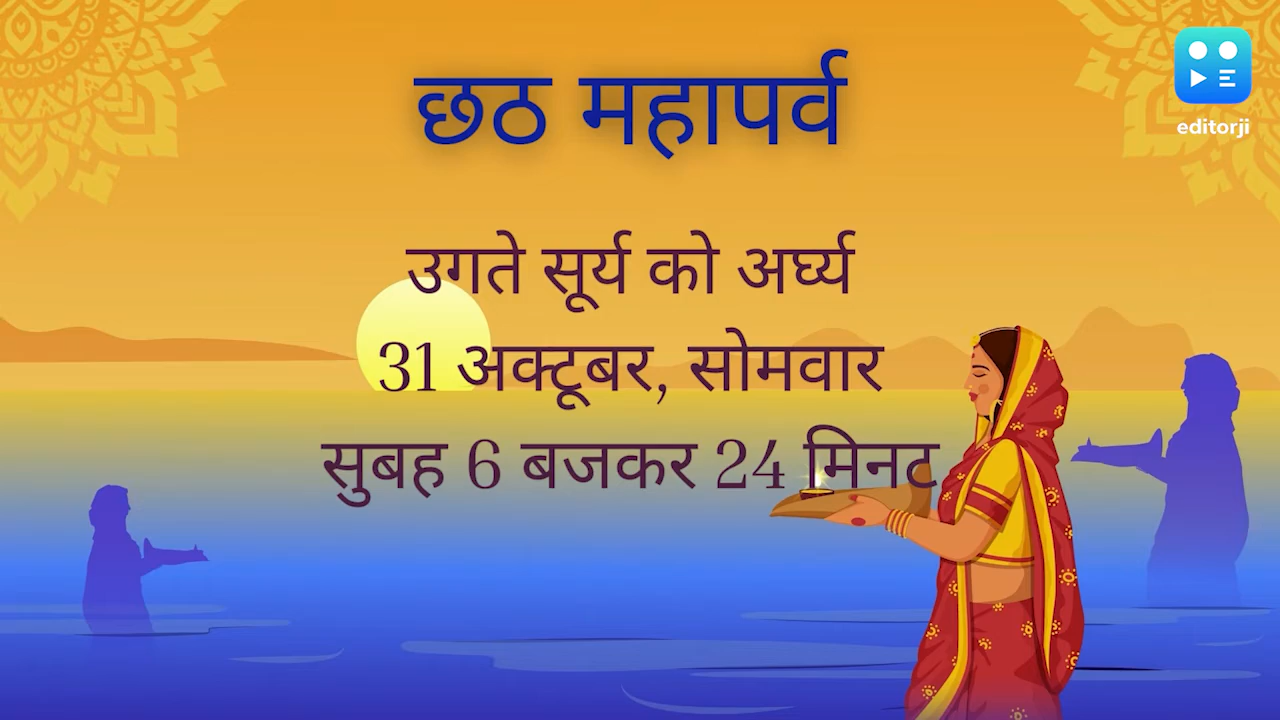 छठ महापर्व
editorji
उगते सूर्य को अर्घ्य
31 अक्टूबर, सोमवार
सुबह 6 बजकर 24 मिनट